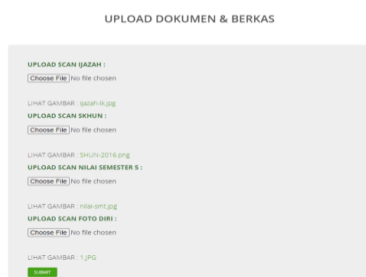 UPLOAD DOKUMEN & BERKAS
UPLOAD SCAN IJAZAH :
Choose File No file chosen
LIHAT GAMBAR : ijazah-lk.jpg
UPLOAD SCAN SKHUN :
Choose File No file chosen
LIHAT GAMBAR : SHUN-2016.png
UPLOAD SCAN NILAI SEMESTER 5 :
Choose File No file chosen
LIHAT GAMBAR : nilai-smt.jpg
UPLOAD SCAN FOTO DIRI :
Choose File No file chosen
LIHAT GAMBAR : 1.JPG
SUBMIT